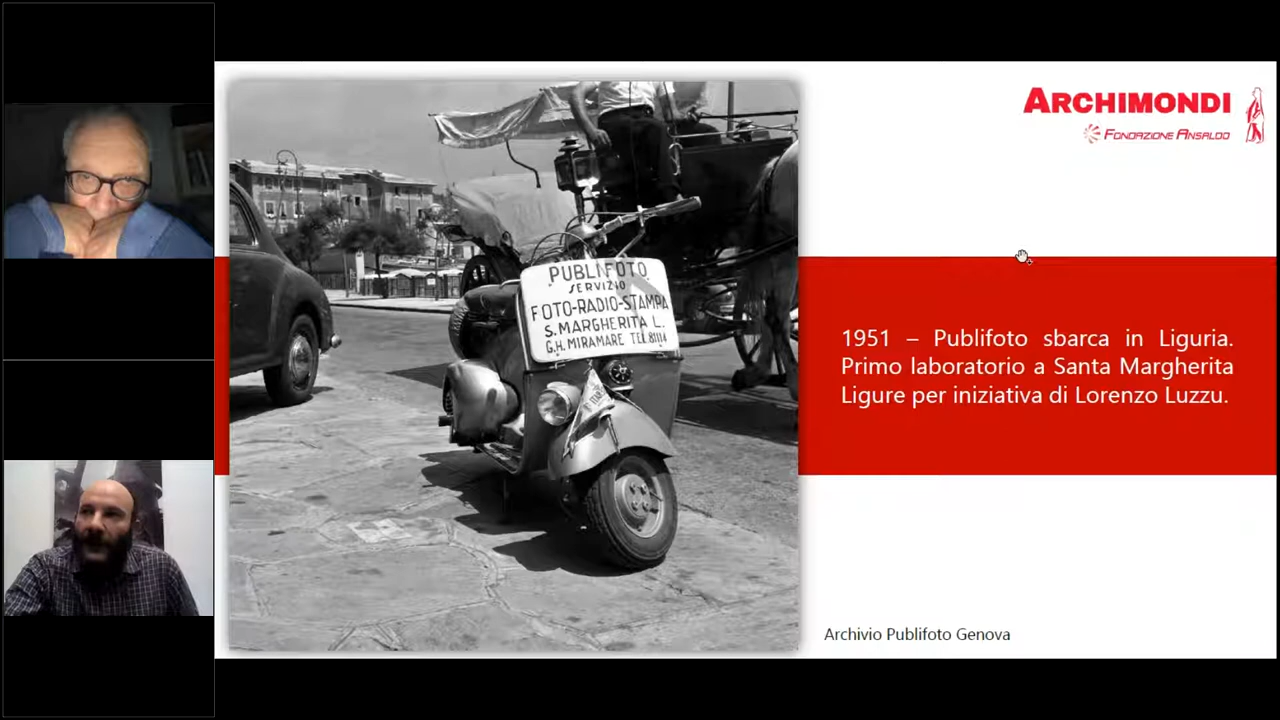 ARCHIMONDI
FONDAZIONE ANSALDO
PUBLIFOTO
SERVIZIO
FOTO-RADIO-STAMPA
S. MARGHERITA L.
G.H. MIRAMARE TEL. 81114
1951 – Publifoto sbarca in Liguria.
Primo laboratorio a Santa Margherita
Ligure per iniziativa di Lorenzo Luzzu.
Archivio Publifoto Genova